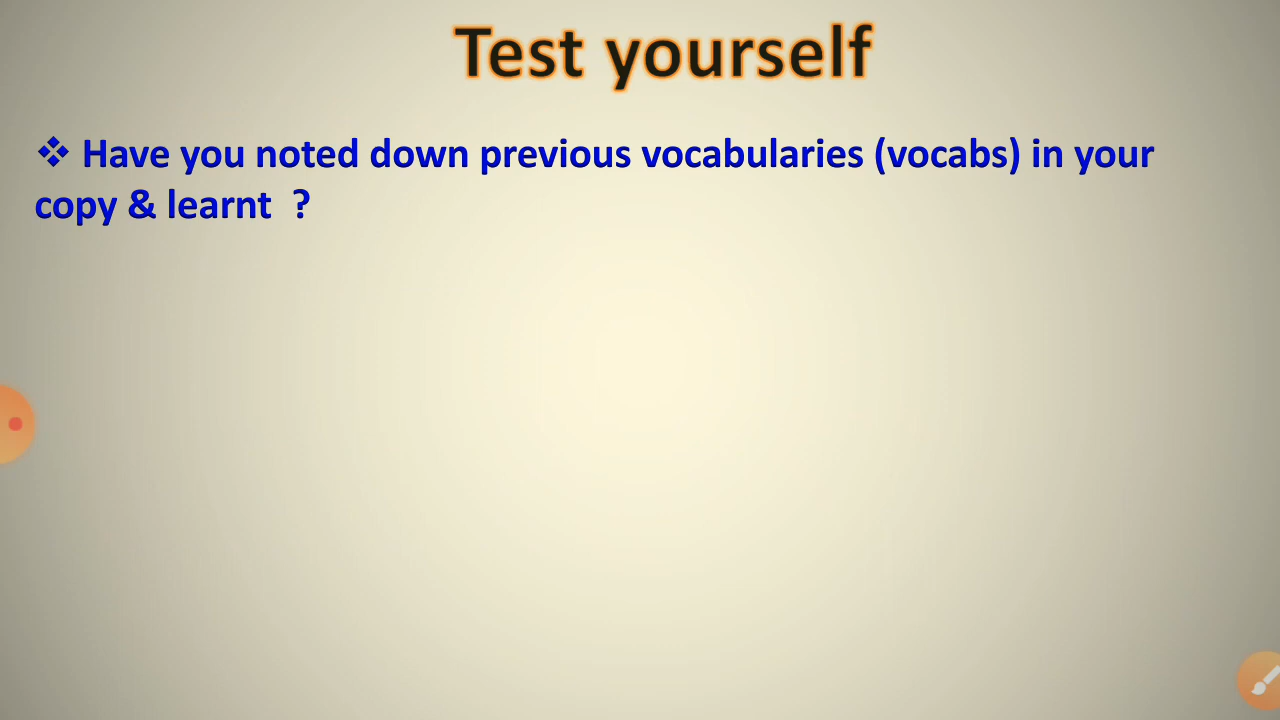 Test yourself
❖ Have you noted down previous vocabularies (vocabs) in your
copy & learnt  ?